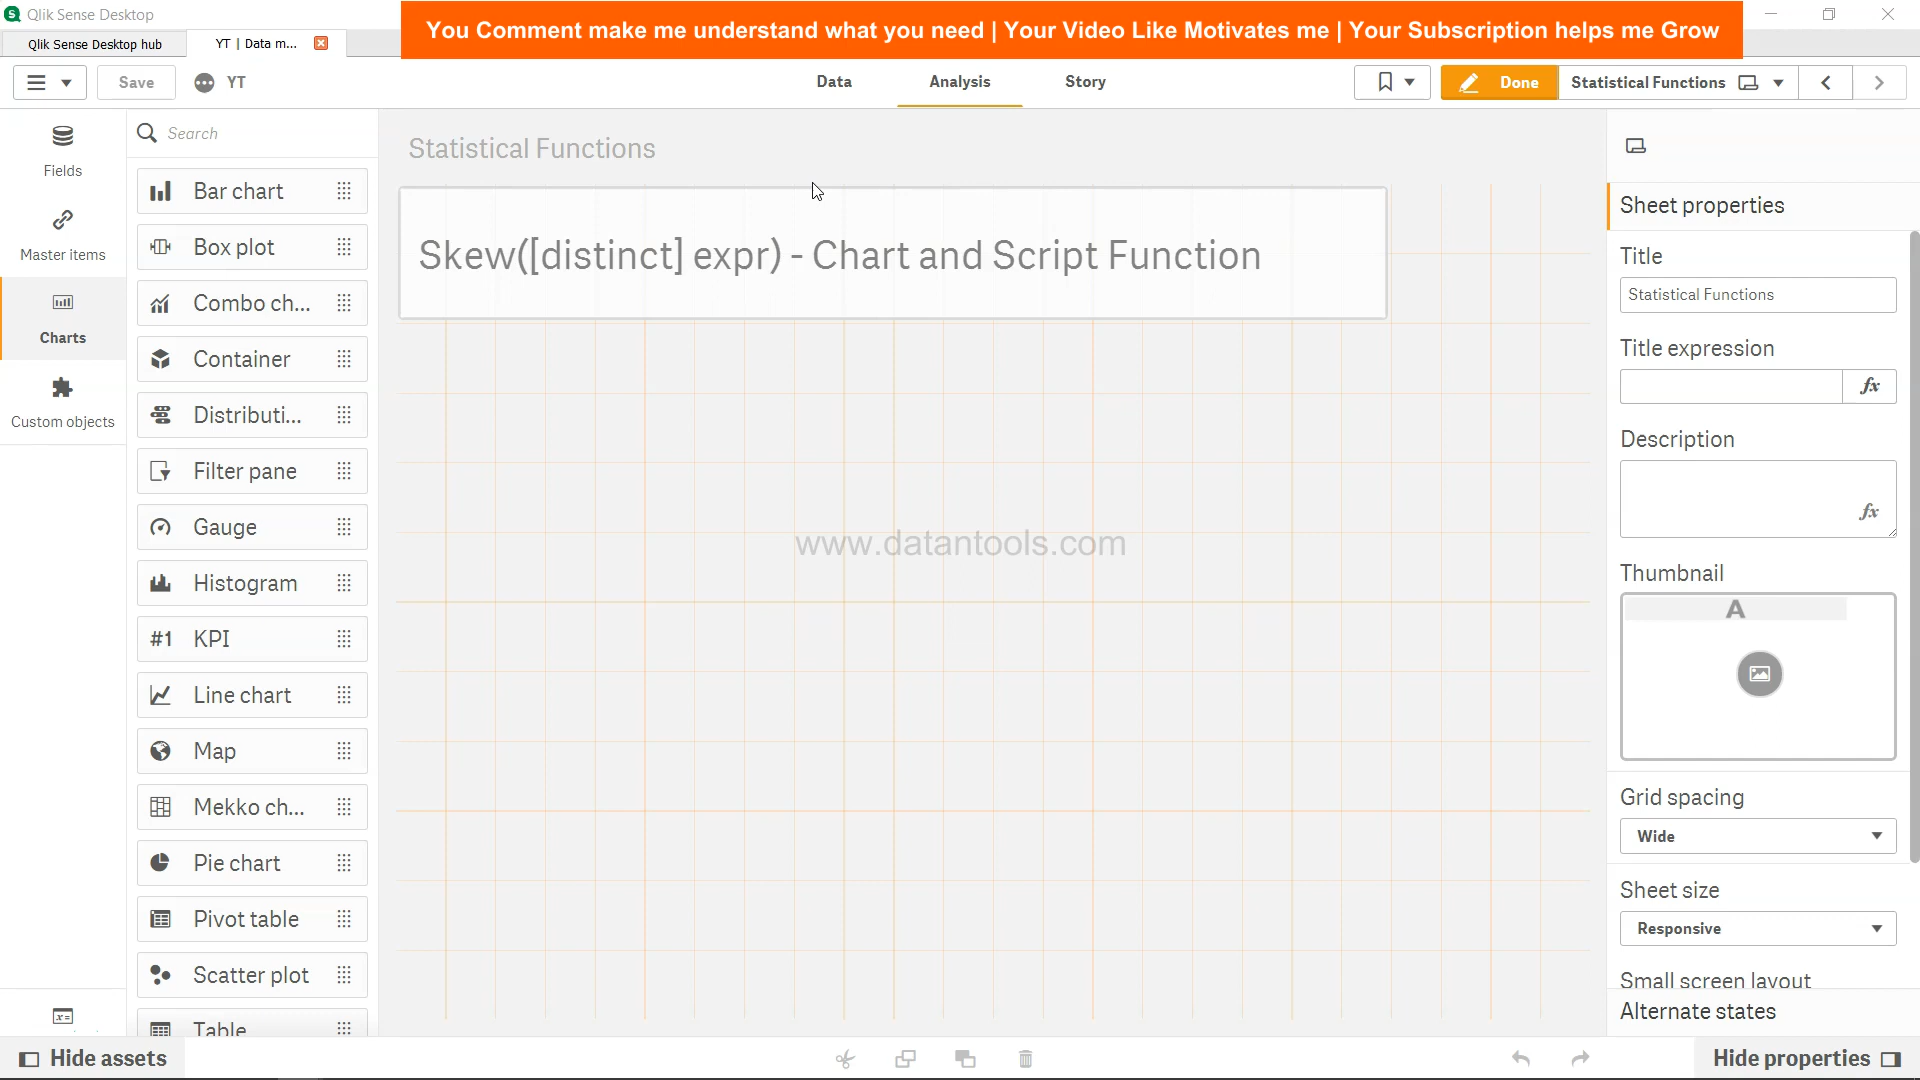 Qlik Sense Desktop
You Comment make me understand what you need | Your Video Like Motivates me | Your Subscription helps me Grow
Qlik Sense Desktop hub
YT | Data m...
Save
YT
Data
Analysis
Story
Done
Statistical Functions
Fields
Master items
Charts
Custom objects
Search
Bar chart
Box plot
Combo ch...
Container
Distributi...
Filter pane
Gauge
Histogram
#1 KPI
Line chart
Map
Mekko ch...
Pie chart
Pivot table
Scatter plot
Table
Statistical Functions
Skew([distinct] expr) - Chart and Script Function
www.datantools.com
Sheet properties
Title
Statistical Functions
Title expression
fx
Description
fx
Thumbnail
A
Grid spacing
Wide
Sheet size
Responsive
Small screen layout
Alternate states
x=
Hide assets
Hide properties